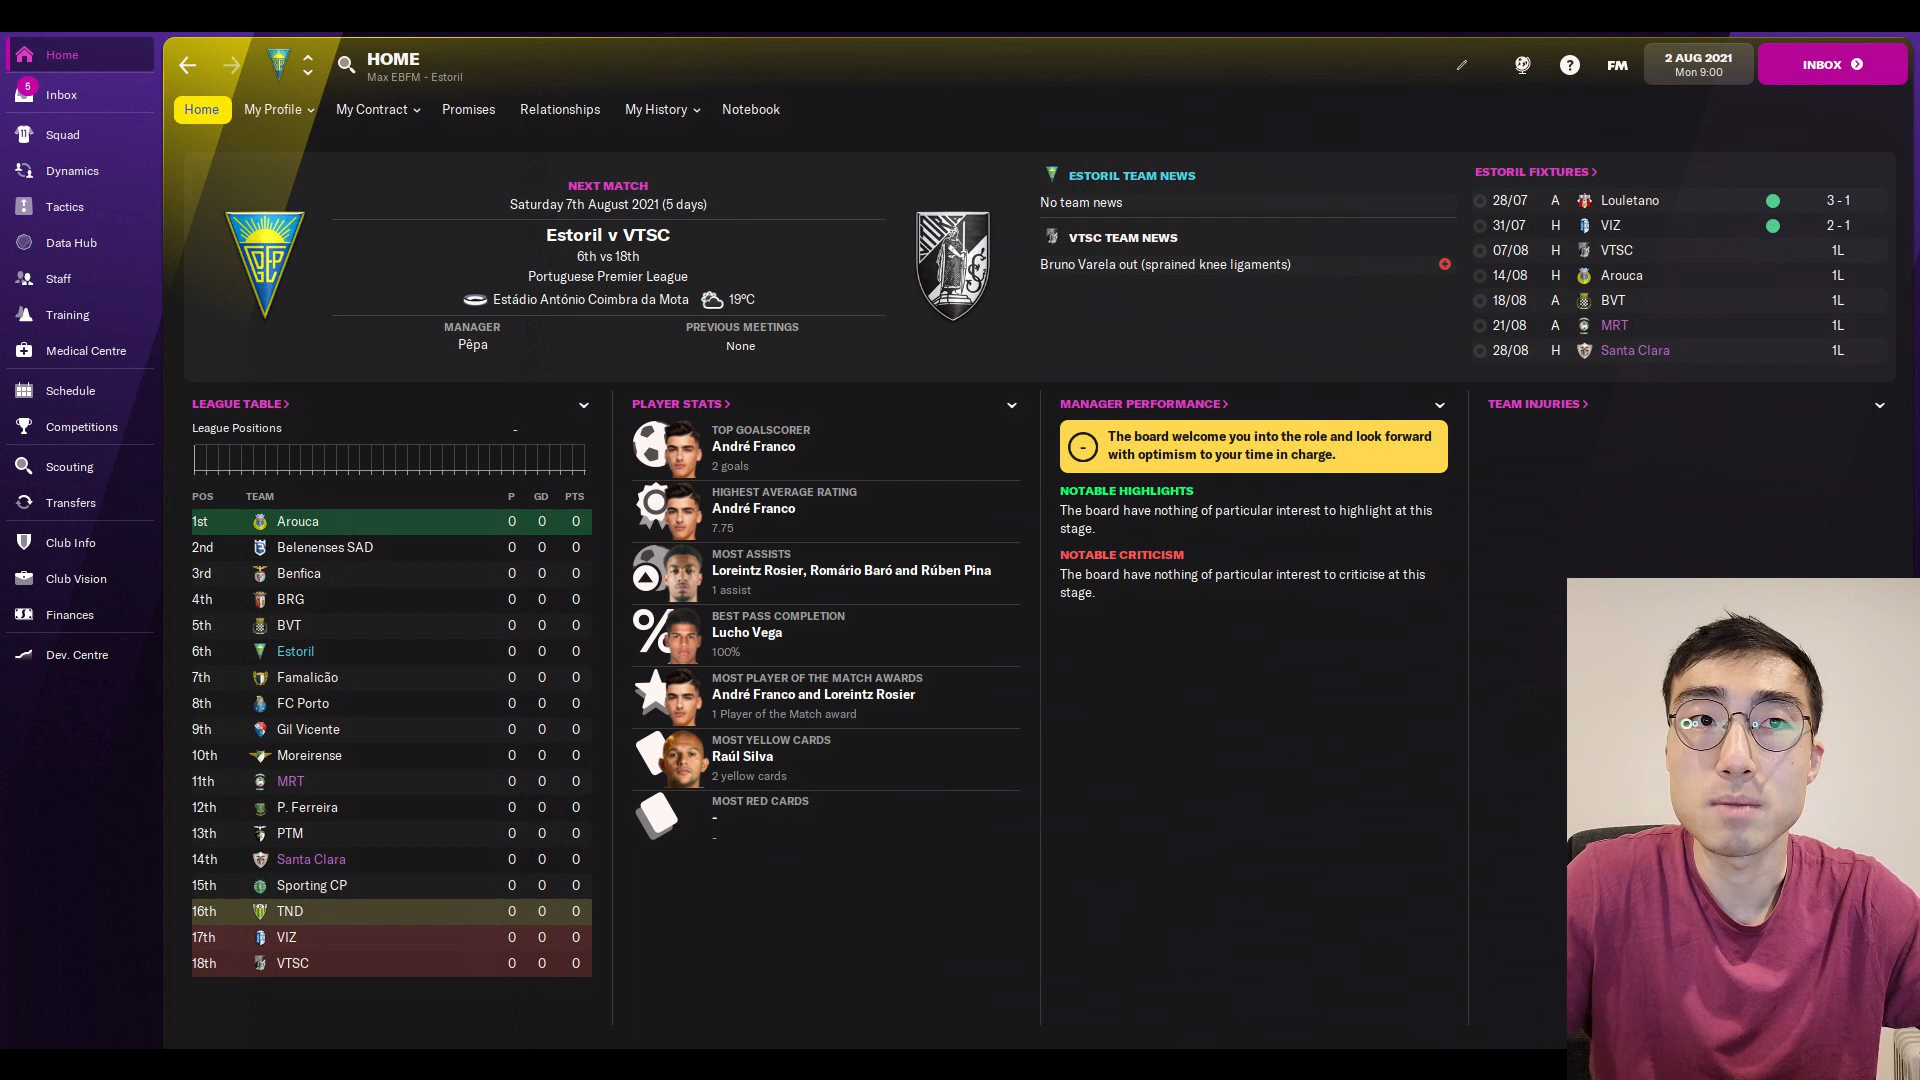 Home
5
Inbox
Squad
Dynamics
Tactics
Data Hub
Staff
Training
Medical Centre
Schedule
Competitions
Scouting
Transfers
Club Info
Club Vision
Finances
Dev. Centre
HOME
Max EBFM - Estoril
FM
2 AUG 2021
Mon 9:00
INBOX
Home
My Profile
My Contract
Promises
Relationships
My History
Notebook
NEXT MATCH
Saturday 7th August 2021 (5 days)
Estoril v VTSC
6th vs 18th
Portuguese Premier League
Estádio António Coimbra da Mota 19ºC
MANAGER
Pêpa
PREVIOUS MEETINGS
None
ESTORIL TEAM NEWS
No team news
VTSC TEAM NEWS
Bruno Varela out (sprained knee ligaments)
ESTORIL FIXTURES >
28/07 A Louletano 3 - 1
31/07 H VIZ 2 - 1
07/08 H VTSC 1L
14/08 H Arouca 1L
18/08 A BVT 1L
21/08 A MRT 1L
28/08 H Santa Clara 1L
LEAGUE TABLE >
League Positions -
POS TEAM P GD PTS
1st Arouca 0 0 0
2nd Belenenses SAD 0 0 0
3rd Benfica 0 0 0
4th BRG 0 0 0
5th BVT 0 0 0
6th Estoril 0 0 0
7th Famalicão 0 0 0
8th FC Porto 0 0 0
9th Gil Vicente 0 0 0
10th Moreirense 0 0 0
11th MRT 0 0 0
12th P. Ferreira 0 0 0
13th PTM 0 0 0
14th Santa Clara 0 0 0
15th Sporting CP 0 0 0
16th TND 0 0 0
17th VIZ 0 0 0
18th VTSC 0 0 0
PLAYER STATS >
TOP GOALSCORER
André Franco
2 goals
HIGHEST AVERAGE RATING
André Franco
7.75
MOST ASSISTS
Loreintz Rosier, Romário Baró and Rúben Pina
1 assist
BEST PASS COMPLETION
Lucho Vega
100%
MOST PLAYER OF THE MATCH AWARDS
André Franco and Loreintz Rosier
1 Player of the Match award
MOST YELLOW CARDS
Raúl Silva
2 yellow cards
MOST RED CARDS
-
-
MANAGER PERFORMANCE >
The board welcome you into the role and look forward
with optimism to your time in charge.
NOTABLE HIGHLIGHTS
The board have nothing of particular interest to highlight at this
stage.
NOTABLE CRITICISM
The board have nothing of particular interest to criticise at this
stage.
TEAM INJURIES >